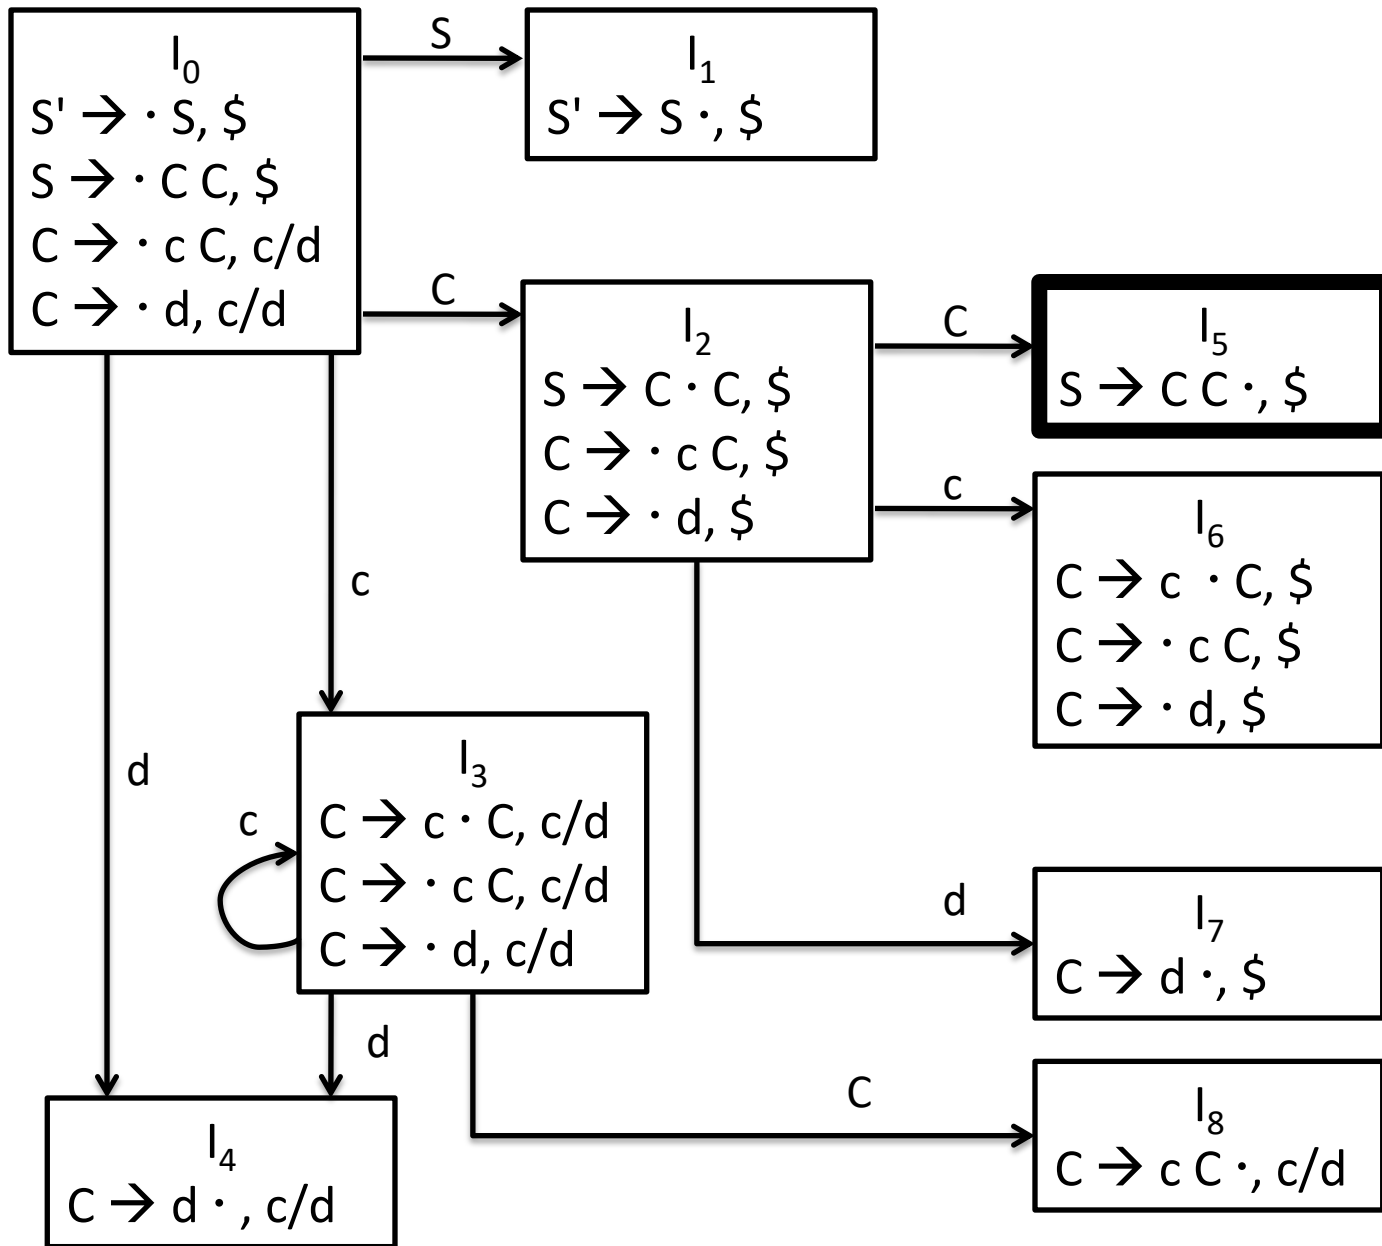 I₀
S' → · S, $
S → · C C, $
C → · c C, c/d
C → · d, c/d
S
I₁
S' → S ·, $
C
I₂
S → C · C, $
C → · c C, $
C → · d, $
C
I₅
S → C C ·, $
c
I₆
C → c · C, $
C → · c C, $
C → · d, $
c
d
I₃
C → c · C, c/d
C → · c C, c/d
C → · d, c/d
c
d
I₇
C → d ·, $
d
C
I₈
C → c C ·, c/d
I₄
C → d · , c/d